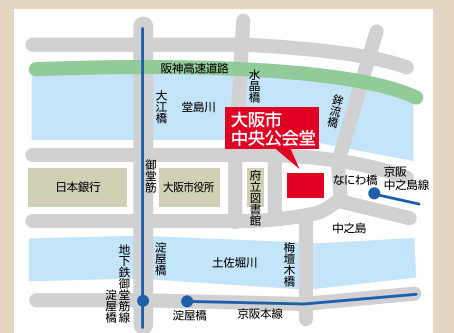 阪神高速道路
水晶橋
大江橋
堂島川
鉾流橋
大阪市
中央公会堂
御堂筋
日本銀行
大阪市役所
府立図書館
なにわ橋
京阪
中之島線
中之島
地下鉄御堂筋線
淀屋橋
淀屋橋
土佐堀川
梅壇木橋
淀屋橋
京阪本線